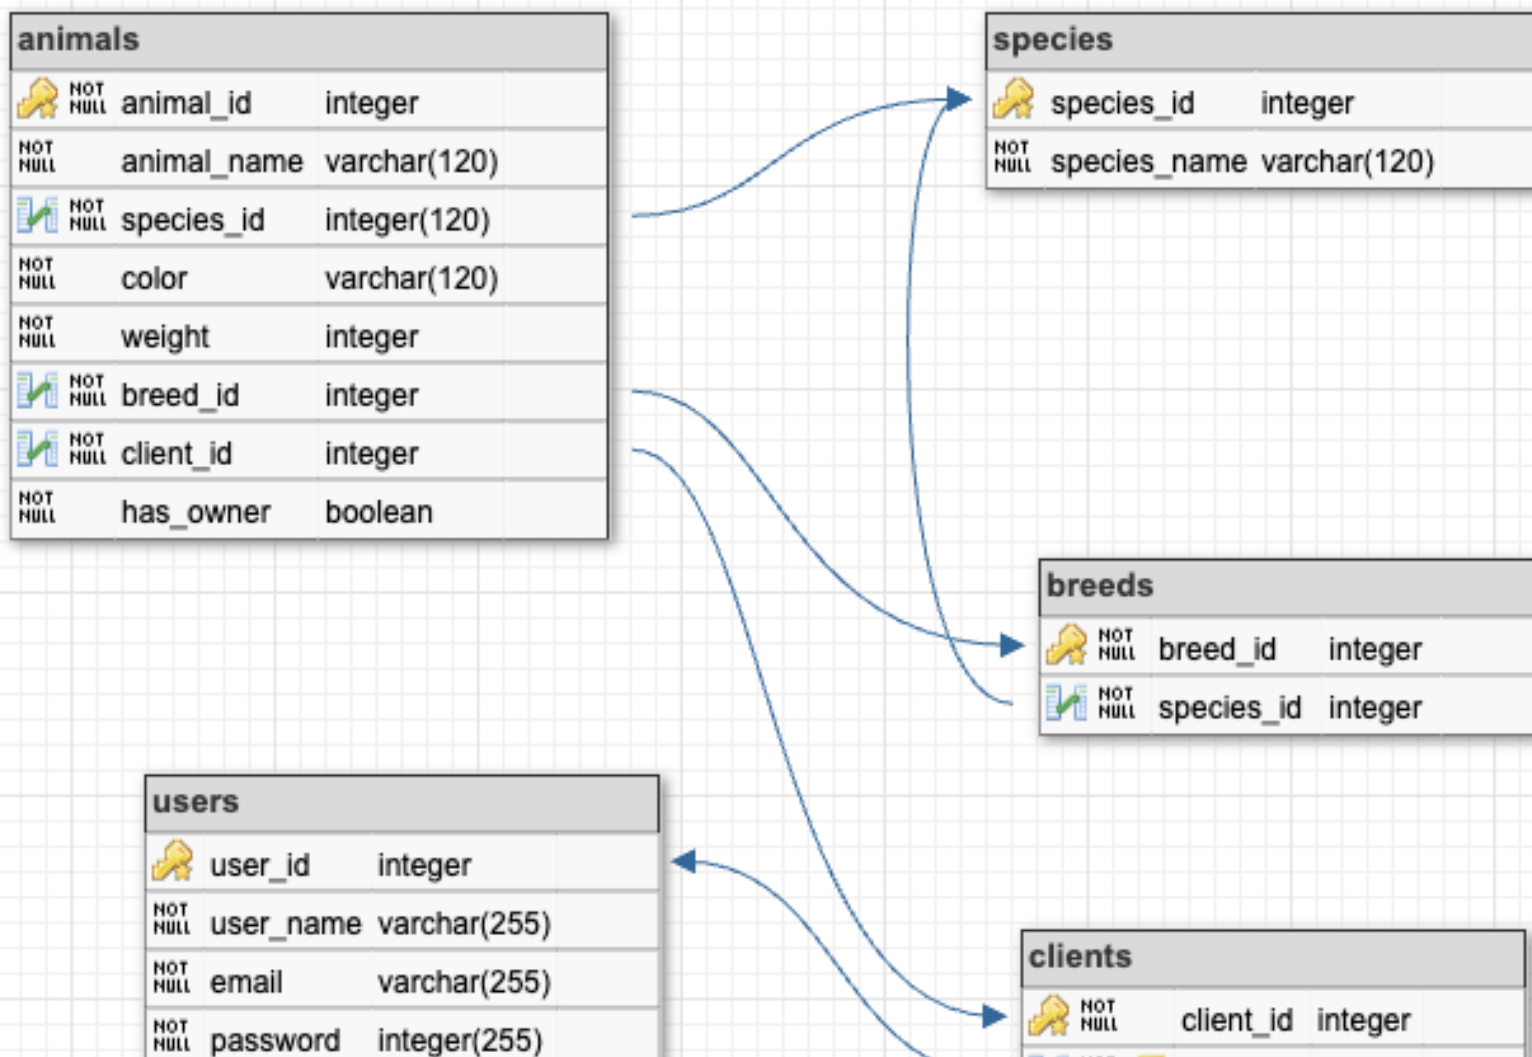 animals
NOT NULL animal_id integer
NOT NULL animal_name varchar(120)
NOT NULL species_id integer(120)
NOT NULL color varchar(120)
NOT NULL weight integer
NOT NULL breed_id integer
NOT NULL client_id integer
NOT NULL has_owner boolean
species
species_id integer
NOT NULL species_name varchar(120)
breeds
NOT NULL breed_id integer
NOT NULL species_id integer
users
user_id integer
NOT NULL user_name varchar(255)
NOT NULL email varchar(255)
NOT NULL password integer(255)
clients
NOT NULL client_id integer